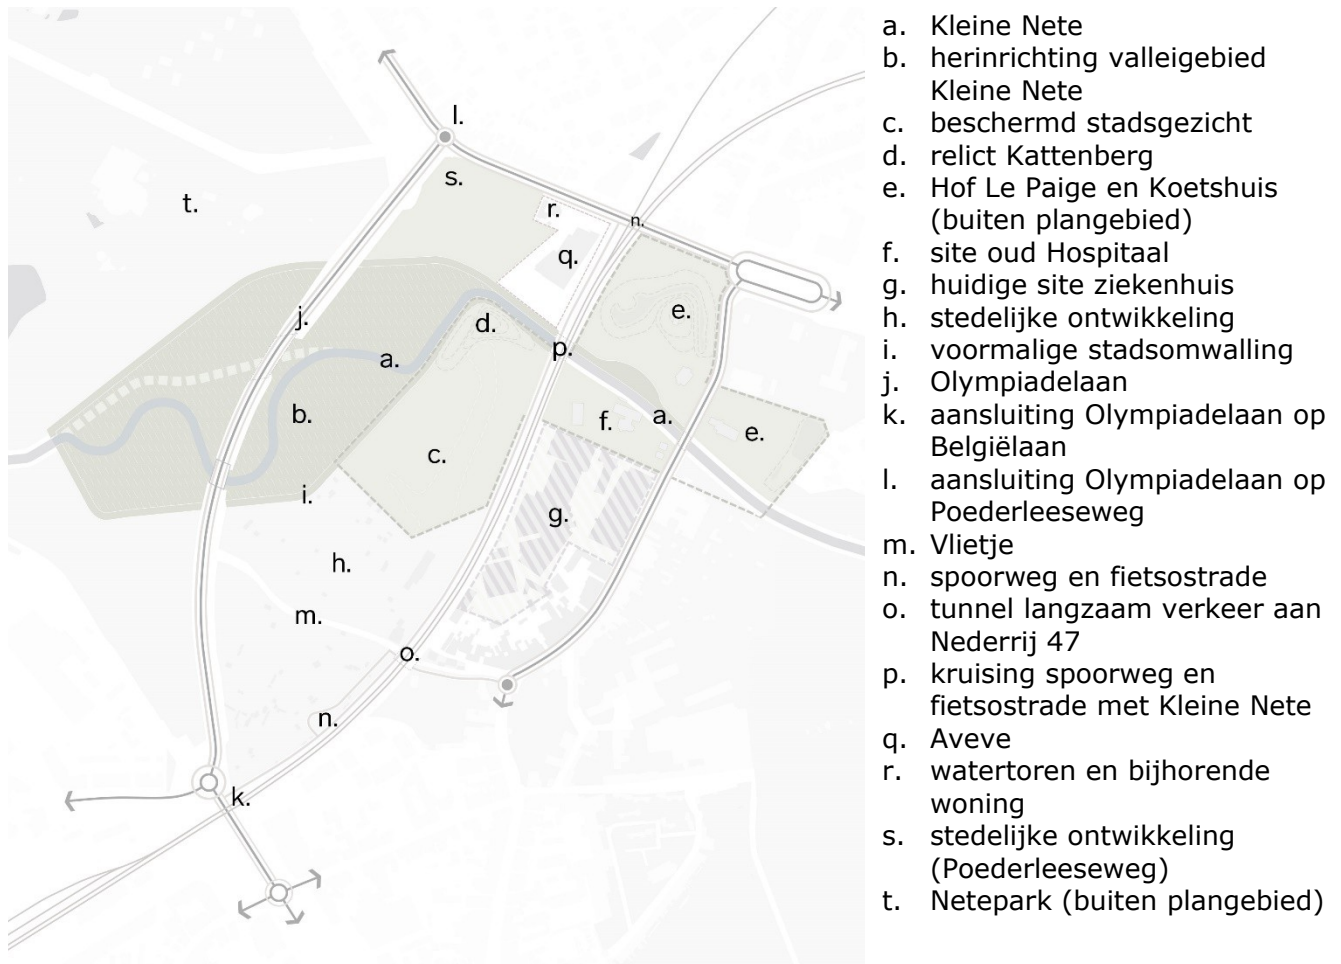 l.
s.
t.
r.
n.
q.
e.
j.
d.
p.
a.
b.
f.
a.
e.
c.
i.
g.
h.
m.
o.
n.
k.
a. Kleine Nete
b. herinrichting valleigebied
Kleine Nete
c. beschermd stadsgezicht
d. relict Kattenberg
e. Hof Le Paige en Koetshuis
(buiten plangebied)
f. site oud Hospitaal
g. huidige site ziekenhuis
h. stedelijke ontwikkeling
i. voormalige stadsomwalling
j. Olympiadelaan
k. aansluiting Olympiadelaan op
Belgiëlaan
l. aansluiting Olympiadelaan op
Poederleeseweg
m. Vlietje
n. spoorweg en fietsostrade
o. tunnel langzaam verkeer aan
Nederrij 47
p. kruising spoorweg en
fietsostrade met Kleine Nete
q. Aveve
r. watertoren en bijhorende
woning
s. stedelijke ontwikkeling
(Poederleeseweg)
t. Netepark (buiten plangebied)